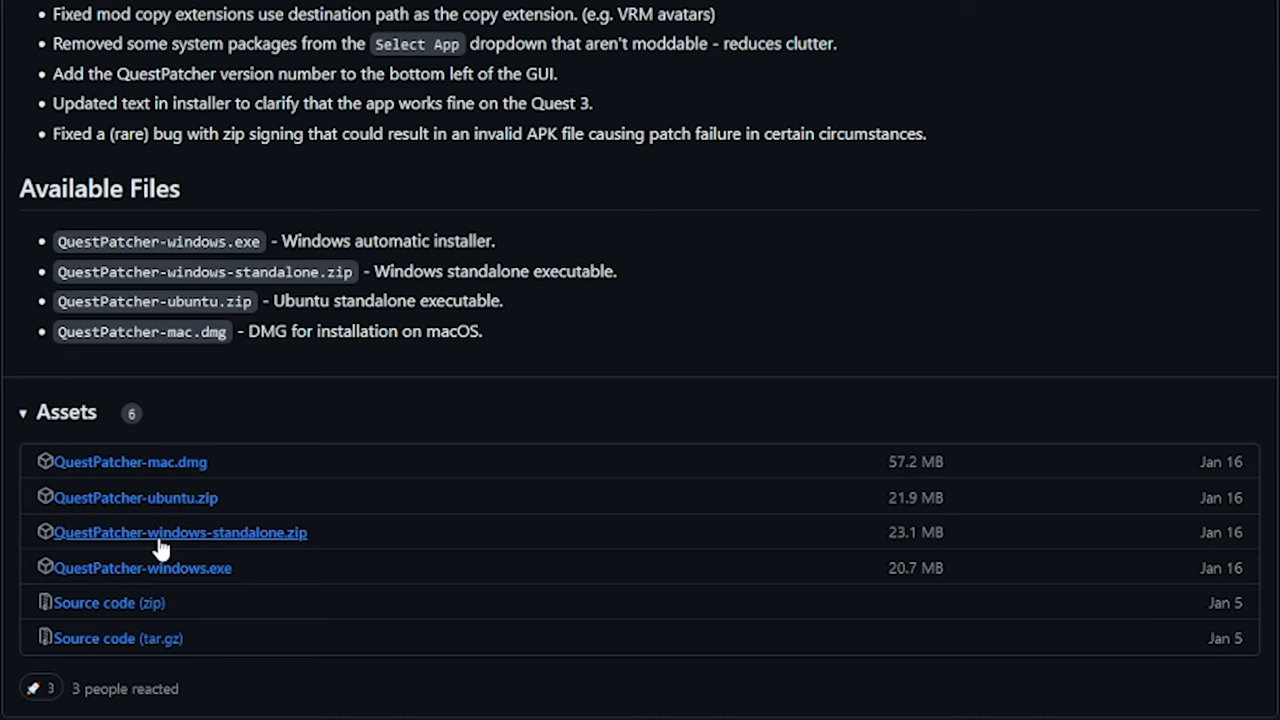 • Fixed mod copy extensions use destination path as the copy extension. (e.g. VRM avatars)
• Removed some system packages from the Select App dropdown that aren't moddable - reduces clutter.
• Add the QuestPatcher version number to the bottom left of the GUI.
• Updated text in installer to clarify that the app works fine on the Quest 3.
• Fixed a (rare) bug with zip signing that could result in an invalid APK file causing patch failure in certain circumstances.
Available Files
• QuestPatcher-windows.exe - Windows automatic installer.
• QuestPatcher-windows-standalone.zip - Windows standalone executable.
• QuestPatcher-ubuntu.zip - Ubuntu standalone executable.
• QuestPatcher-mac.dmg - DMG for installation on macOS.
▾ Assets 6
QuestPatcher-mac.dmg 57.2 MB Jan 16
QuestPatcher-ubuntu.zip 21.9 MB Jan 16
QuestPatcher-windows-standalone.zip 23.1 MB Jan 16
QuestPatcher-windows.exe 20.7 MB Jan 16
Source code (zip) Jan 5
Source code (tar.gz) Jan 5
3 3 people reacted